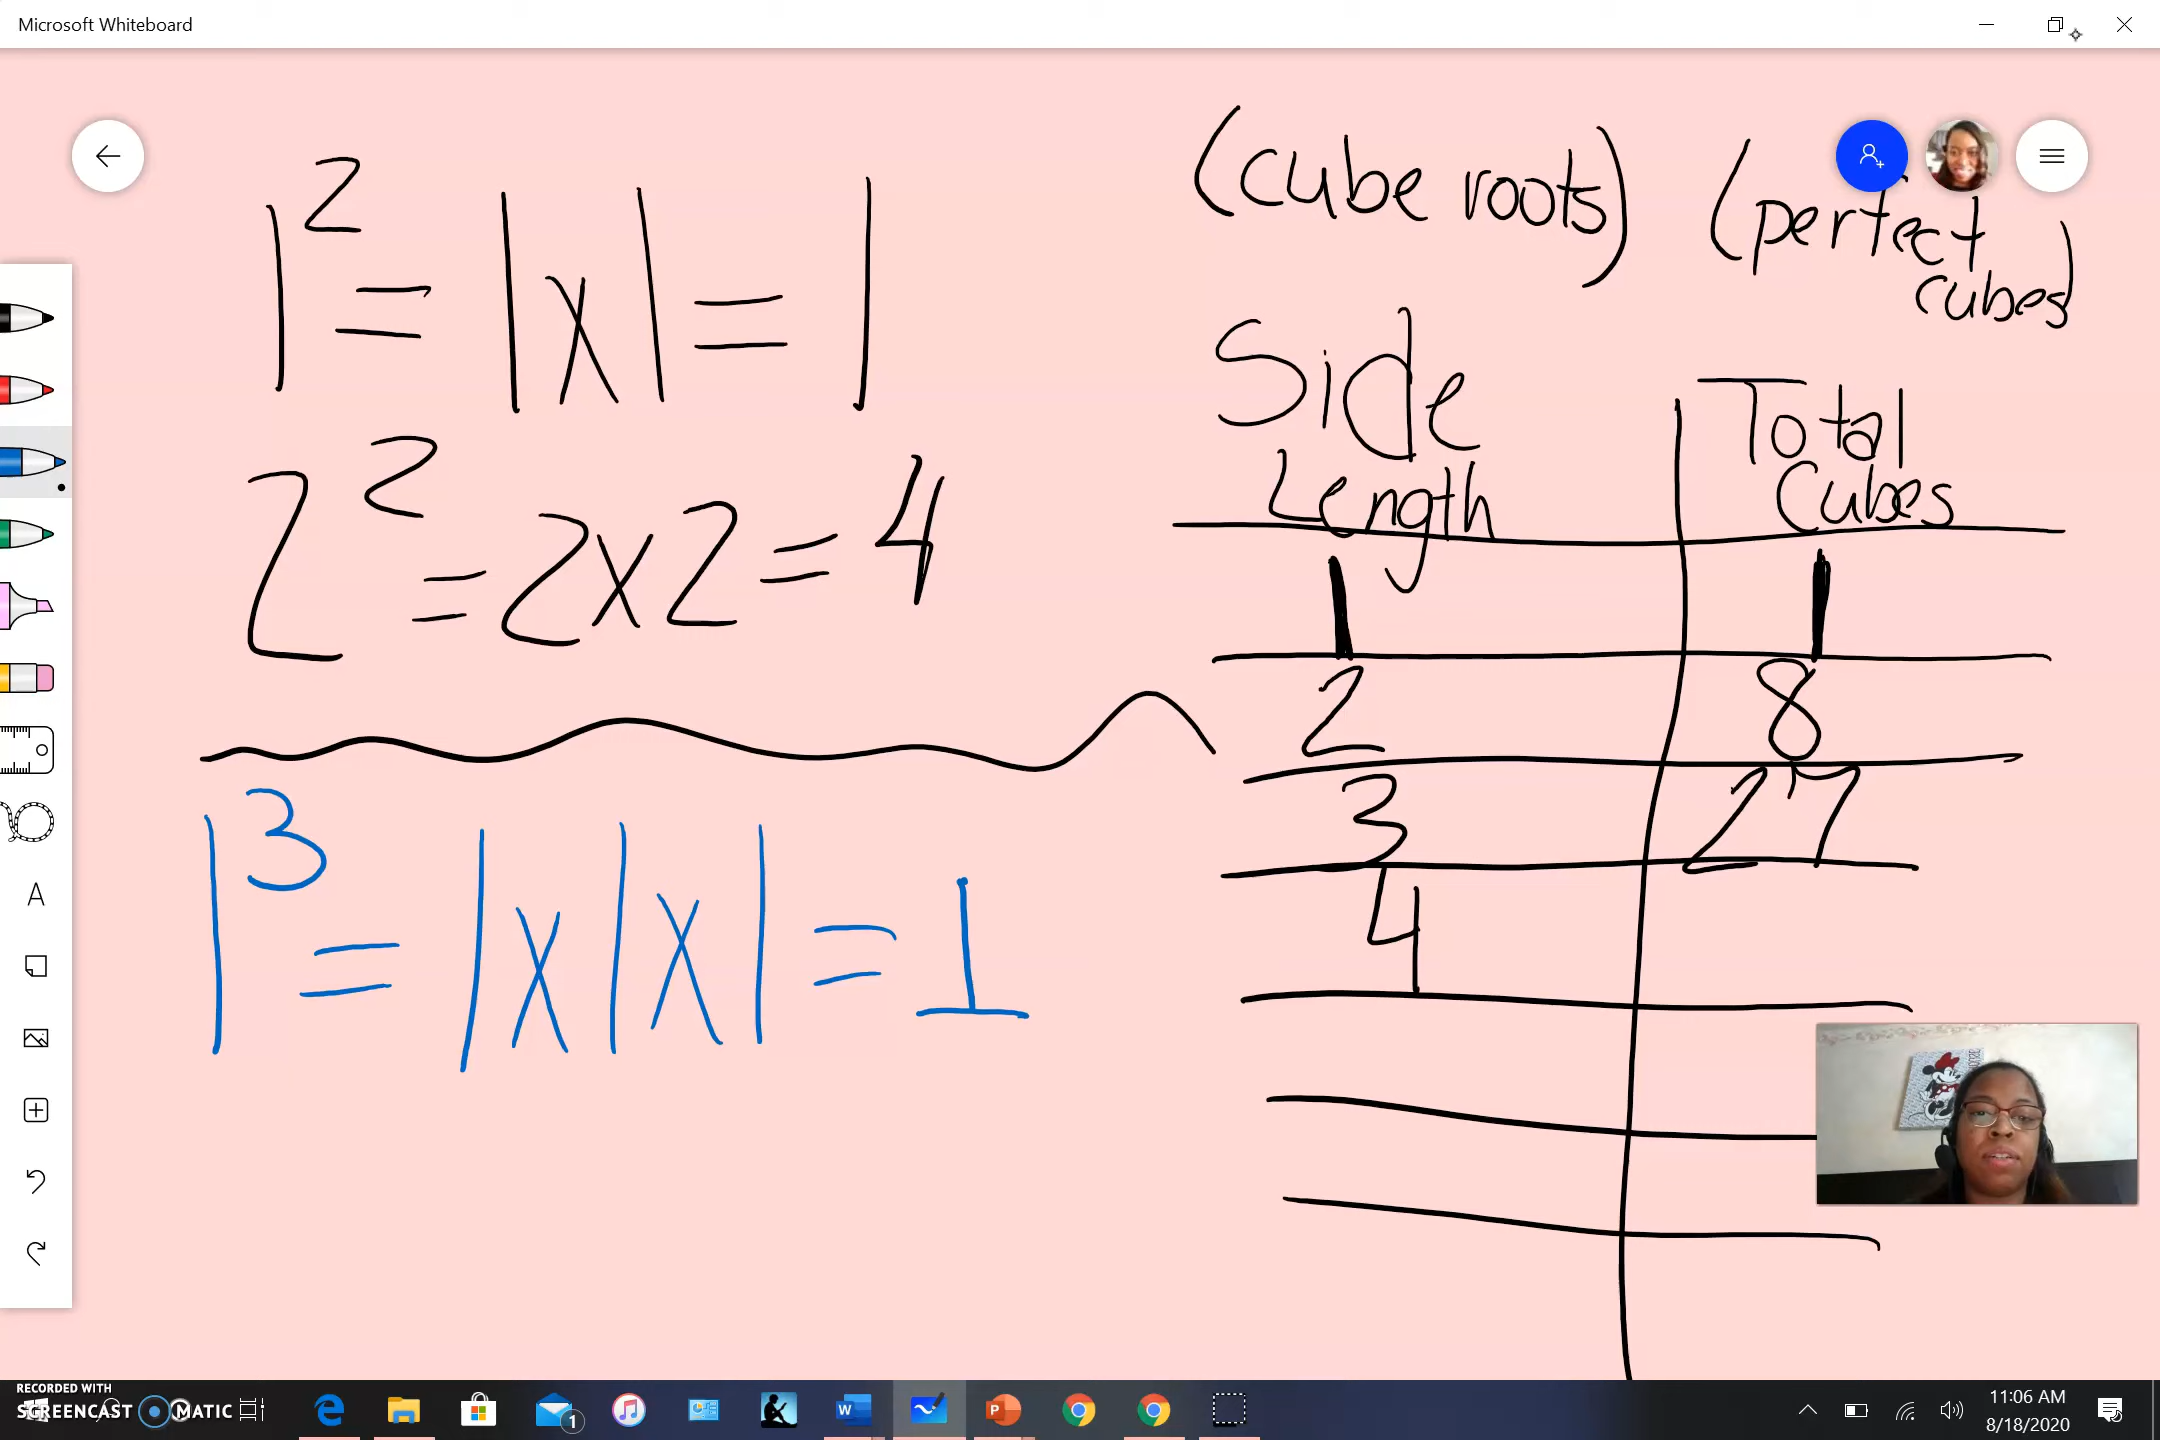 Microsoft Whiteboard
1² = 1x1 = 1
2² = 2x2 = 4
1³ = 1x1x1 = 1
(cube roots) (perfect
cubes)
Side Total
Length Cubes
1 1
2 8
3 27
4
A
RECORDED WITH
SCREENCAST MATIC
1
11:06 AM
8/18/2020